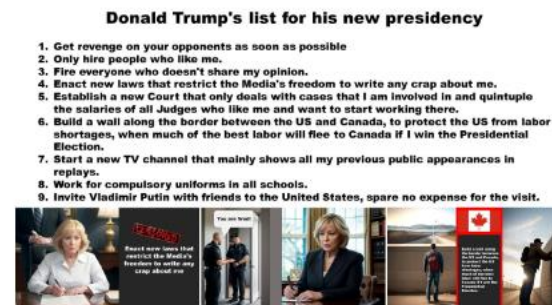 Donald Trump's list for his new presidency
1. Get revenge on your opponents as soon as possible
2. Only hire people who like me.
3. Fire everyone who doesn't share my opinion.
4. Enact new laws that restrict the Media's freedom to write any crap about me.
5. Establish a new Court that only deals with cases that I am involved in and quintuple
the salaries of all Judges who like me and want to start working there.
6. Build a wall along the border between the US and Canada, to protect the US from labor
shortages, when much of the best labor will flee to Canada if I win the Presidential
Election.
7. Start a new TV channel that mainly shows all my previous public appearances in
replays.
8. Work for compulsory uniforms in all schools.
9. Invite Vladimir Putin with friends to the United States, spare no expense for the visit.
Enact new laws that
restrict the Media's
freedom to write any
crap about me
You are fired!